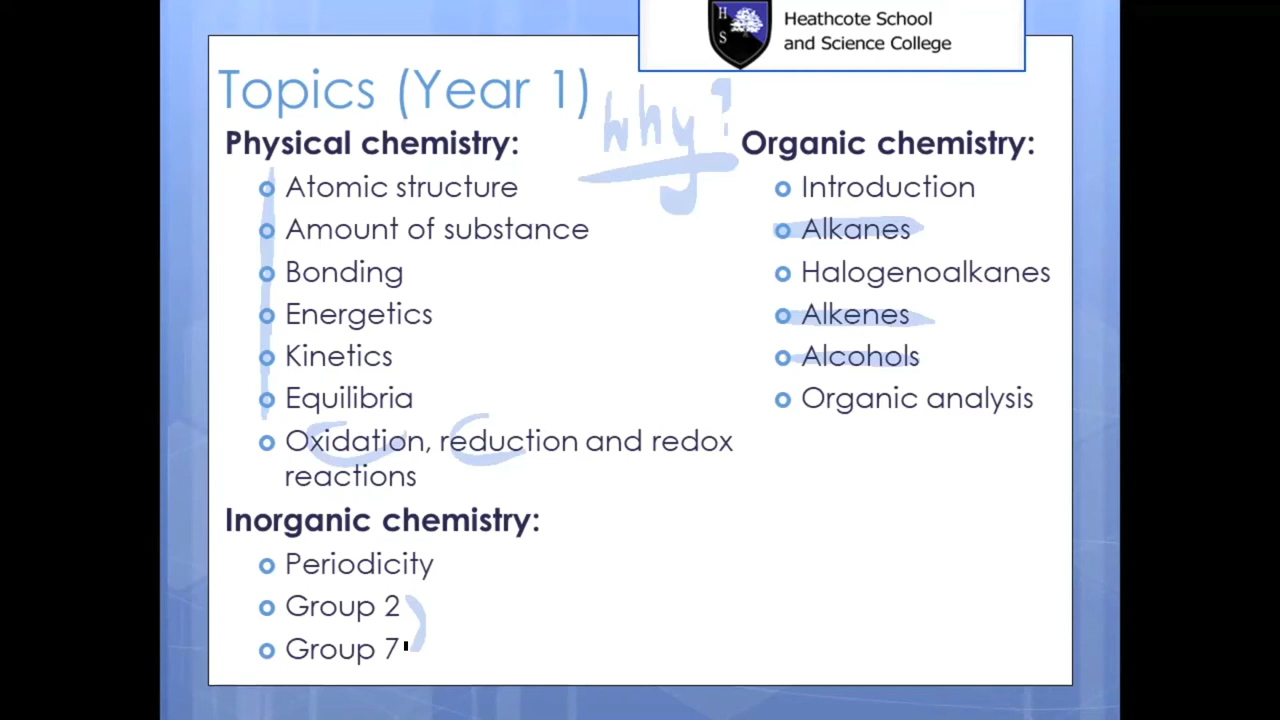 H
S
Heathcote School
and Science College
Topics (Year 1)
Why?
Physical chemistry:
Atomic structure
Amount of substance
Bonding
Energetics
Kinetics
Equilibria
Oxidation, reduction and redox
reactions
Inorganic chemistry:
Periodicity
Group 2
Group 7
Organic chemistry:
Introduction
Alkanes
Halogenoalkanes
Alkenes
Alcohols
Organic analysis